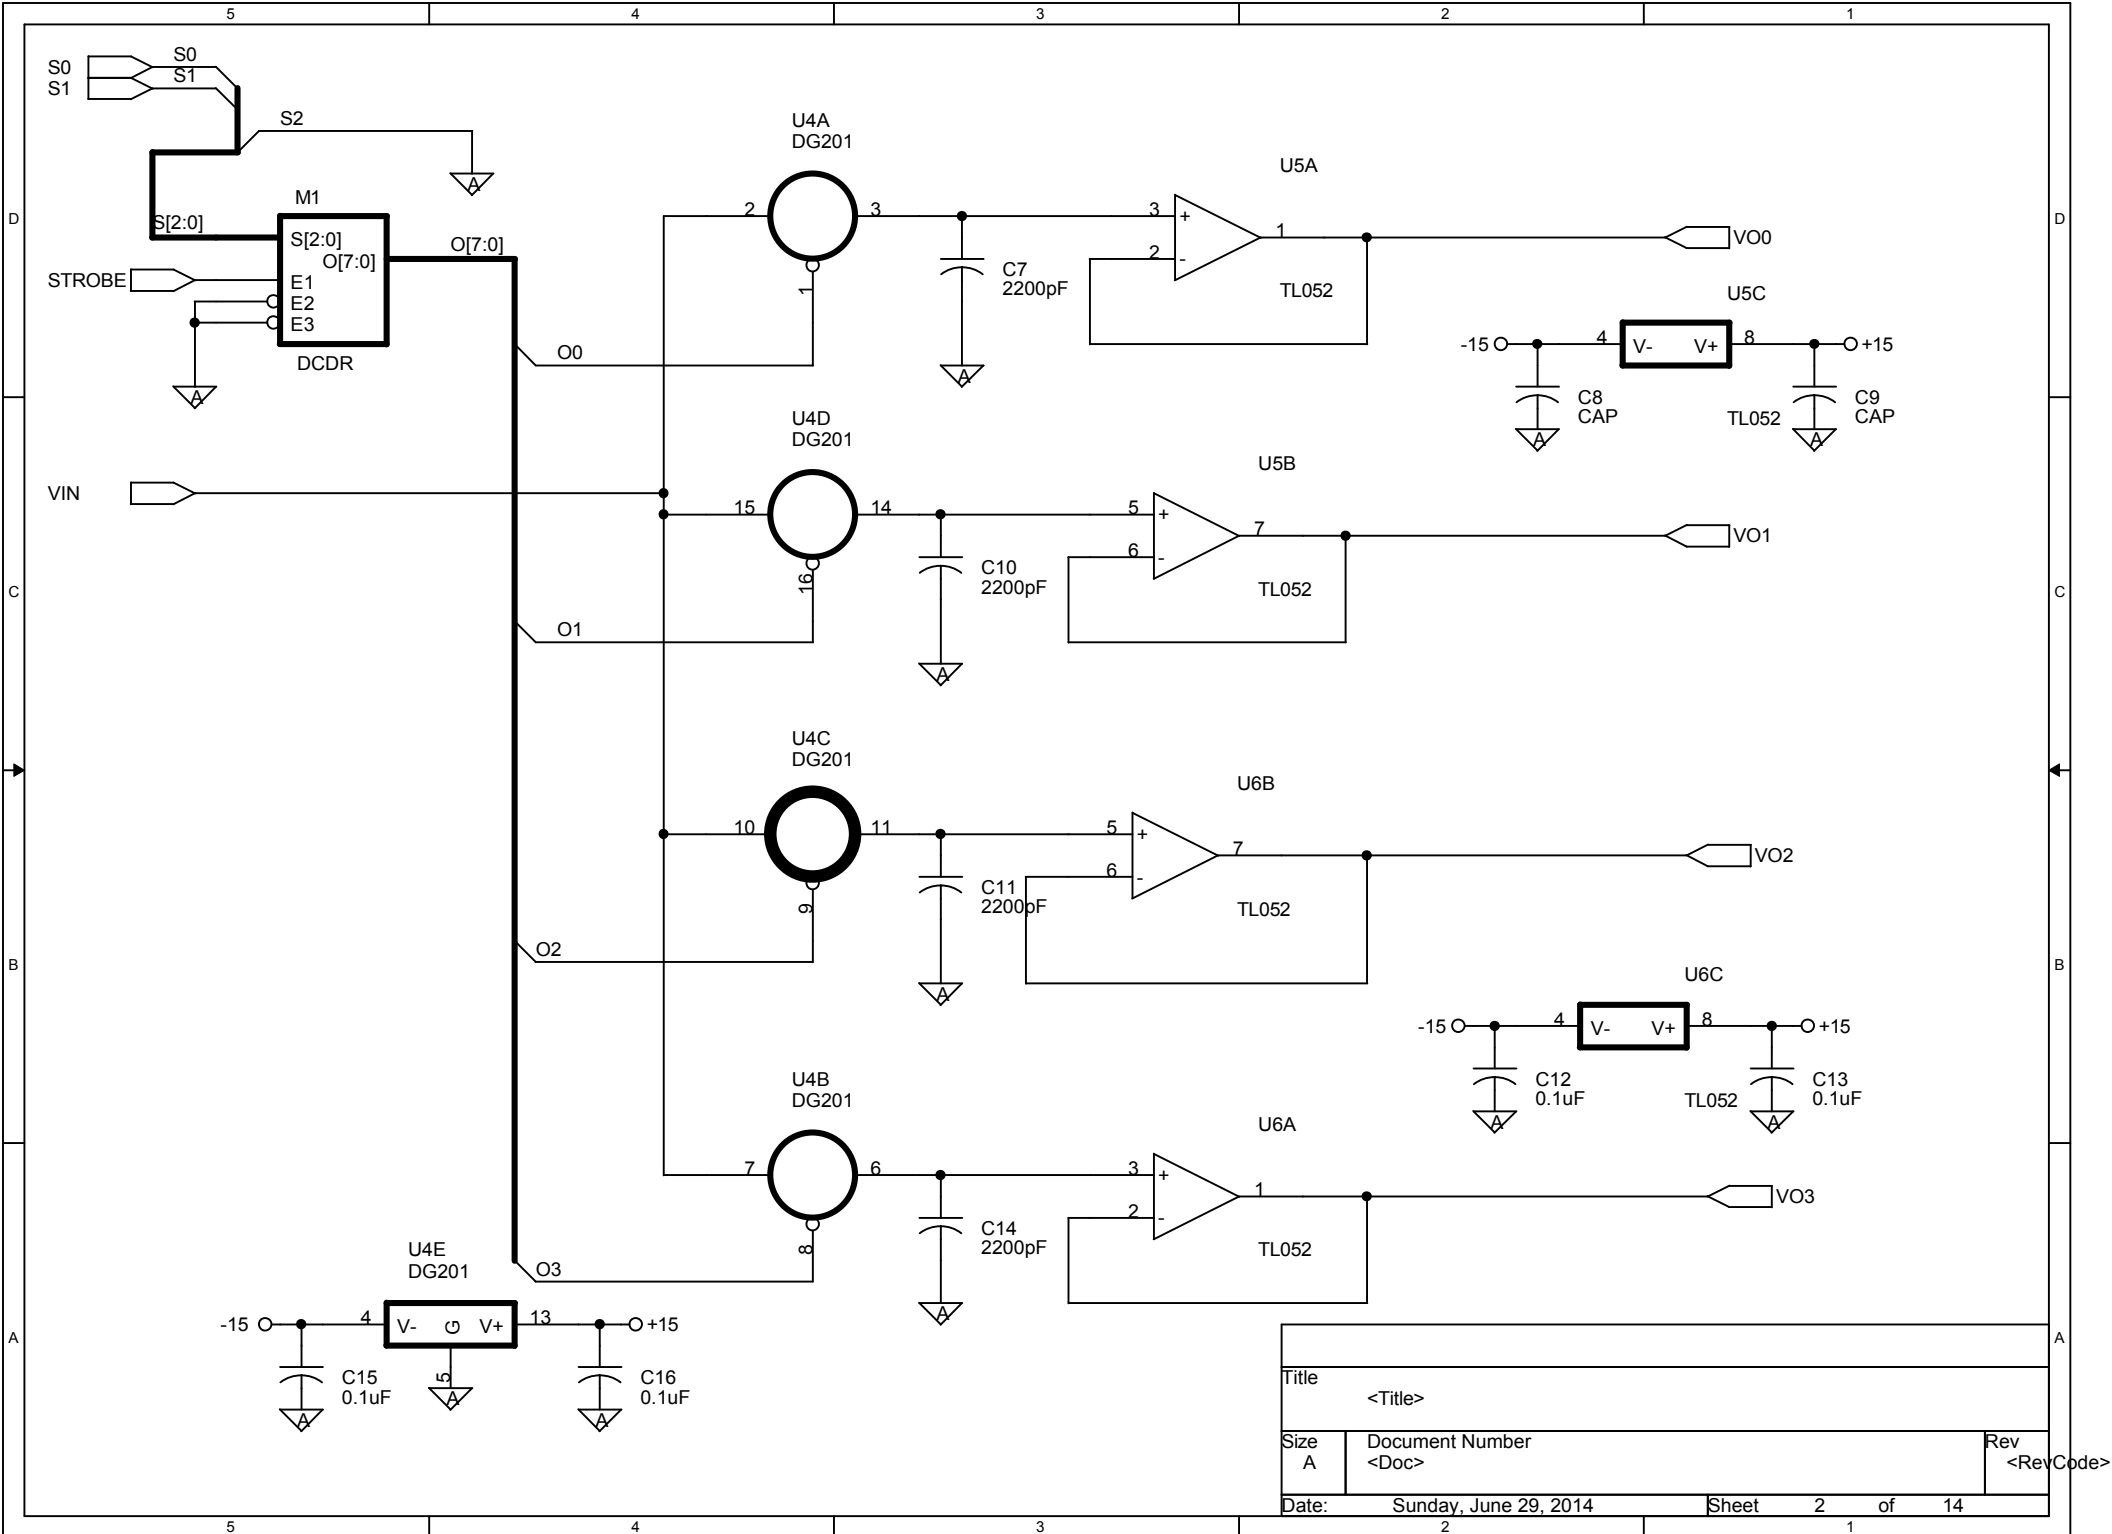 5 4 3 2 1
S0 S0
S1 S1
S2
A
U4A
DG201
2 3
1
C7
2200pF
A
U5A
3 +
2 -
1
TL052
VO0
D D
M1
S[2:0]
S[2:0]
O[7:0]
O[7:0]
STROBE
E1
E2
E3
DCDR
A
O0
U5C
-15 4 V- V+ 8 +15
C8
CAP
TL052
C9
CAP
A A
U4D
DG201
VIN
15 14
16
C10
2200pF
A
U5B
5 +
6 -
7
TL052
VO1
C C
O1
U4C
DG201
10 11
9
C11
2200pF
A
U6B
5 +
6 -
7
TL052
VO2
O2
B B
U6C
-15 4 V- V+ 8 +15
C12
0.1uF
TL052
C13
0.1uF
A A
U4B
DG201
7 6
8
C14
2200pF
A
U6A
3 +
2 -
1
TL052
VO3
O3
U4E
DG201
-15 4 V- G V+ 13 +15
5
C15
0.1uF
C16
0.1uF
A A A
A A
Title
<Title>
Size
A
Document Number
<Doc>
Rev
<RevCode>
Date: Sunday, June 29, 2014 Sheet 2 of 14
5 4 3 2 1